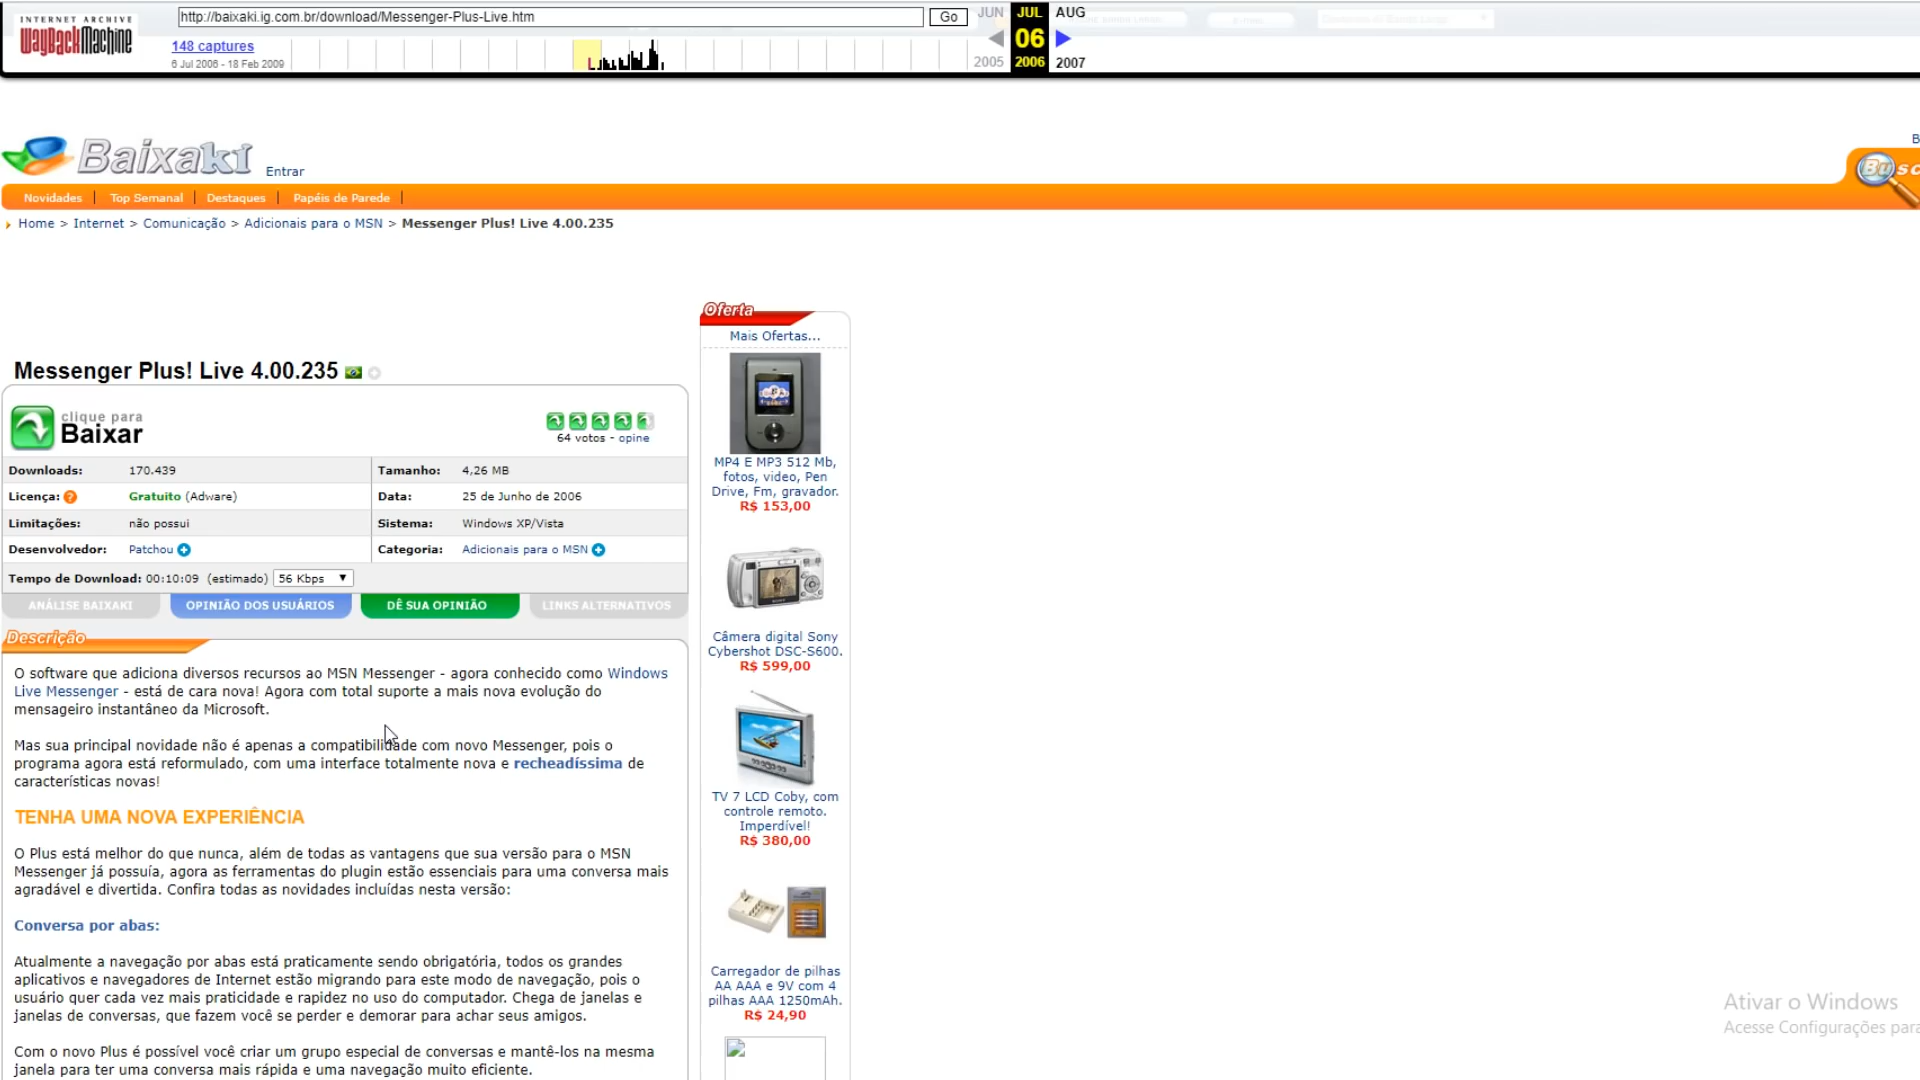 INTERNET ARCHIVE
WayBackMachine
http://baixaki.ig.com.br/download/Messenger-Plus-Live.htm
Go
JUN
JUL
AUG
148 captures
6 Jul 2006 - 18 Feb 2009
06
2005
2006
2007
Baixaki
Entrar
B
Busc
Novidades
Top Semanal
Destaques
Papéis de Parede
Home > Internet > Comunicação > Adicionais para o MSN > Messenger Plus! Live 4.00.235
Messenger Plus! Live 4.00.235
clique para
Baixar
64 votos - opine
Downloads: 170.439
Tamanho: 4,26 MB
Licença: ? Gratuito (Adware)
Data: 25 de Junho de 2006
Limitações: não possui
Sistema: Windows XP/Vista
Desenvolvedor: Patchou
Categoria: Adicionais para o MSN
Tempo de Download: 00:10:09 (estimado) 56 Kbps
ANÁLISE BAIXAKI
OPINIÃO DOS USUÁRIOS
DÊ SUA OPINIÃO
LINKS ALTERNATIVOS
Descrição
O software que adiciona diversos recursos ao MSN Messenger - agora conhecido como Windows
Live Messenger - está de cara nova! Agora com total suporte a mais nova evolução do
mensageiro instantâneo da Microsoft.
Mas sua principal novidade não é apenas a compatibilidade com novo Messenger, pois o
programa agora está reformulado, com uma interface totalmente nova e recheadíssima de
características novas!
TENHA UMA NOVA EXPERIÊNCIA
O Plus está melhor do que nunca, além de todas as vantagens que sua versão para o MSN
Messenger já possuía, agora as ferramentas do plugin estão essenciais para uma conversa mais
agradável e divertida. Confira todas as novidades incluídas nesta versão:
Conversa por abas:
Atualmente a navegação por abas está praticamente sendo obrigatória, todos os grandes
aplicativos e navegadores de Internet estão migrando para este modo de navegação, pois o
usuário quer cada vez mais praticidade e rapidez no uso do computador. Chega de janelas e
janelas de conversas, que fazem você se perder e demorar para achar seus amigos.
Com o novo Plus é possível você criar um grupo especial de conversas e mantê-los na mesma
janela para ter uma conversa mais rápida e uma navegação muito eficiente.
Oferta
Mais Ofertas...
MP4 E MP3 512 Mb,
fotos, video, Pen
Drive, Fm, gravador.
R$ 153,00
Câmera digital Sony
Cybershot DSC-S600.
R$ 599,00
TV 7 LCD Coby, com
controle remoto.
Imperdível!
R$ 380,00
Carregador de pilhas
AA AAA e 9V com 4
pilhas AAA 1250mAh.
R$ 24,90
Ativar o Windows
Acesse Configurações para